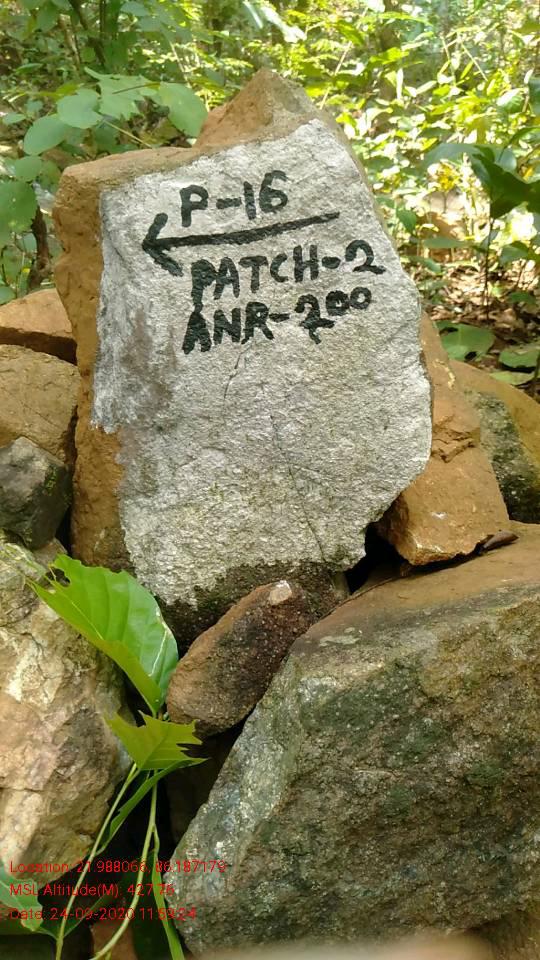 P-16
PATCH-2
ANR-200
Location: 21.988066, 86.187179
MSL Altitude(M): 427.76
Date: 24-09-2020 11:59:24